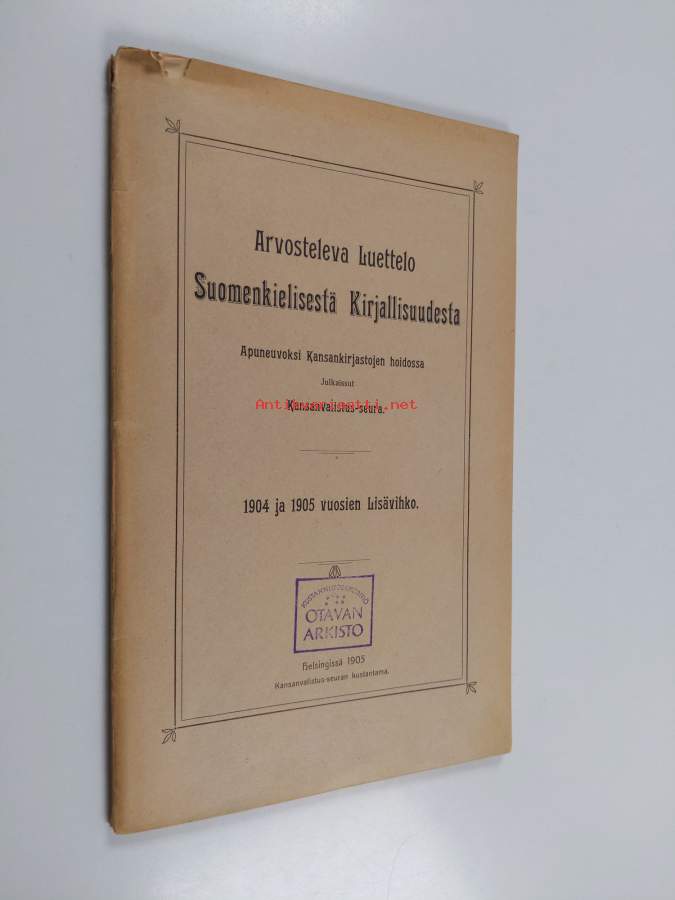 Arvosteleva Luettelo
Suomenkielisestä Kirjallisuudesta
Apuneuvoksi Kansankirjastojen hoidossa
Julkaissut
Kansanvalistus-seura.
Antikvariaatti.net
1904 ja 1905 vuosien Lisävihko.
KUSTANNUSOSAKEYHTIÖ
OTAVAN
ARKISTO
Helsingissä 1905
Kansanvalistus-seuran kustantama.